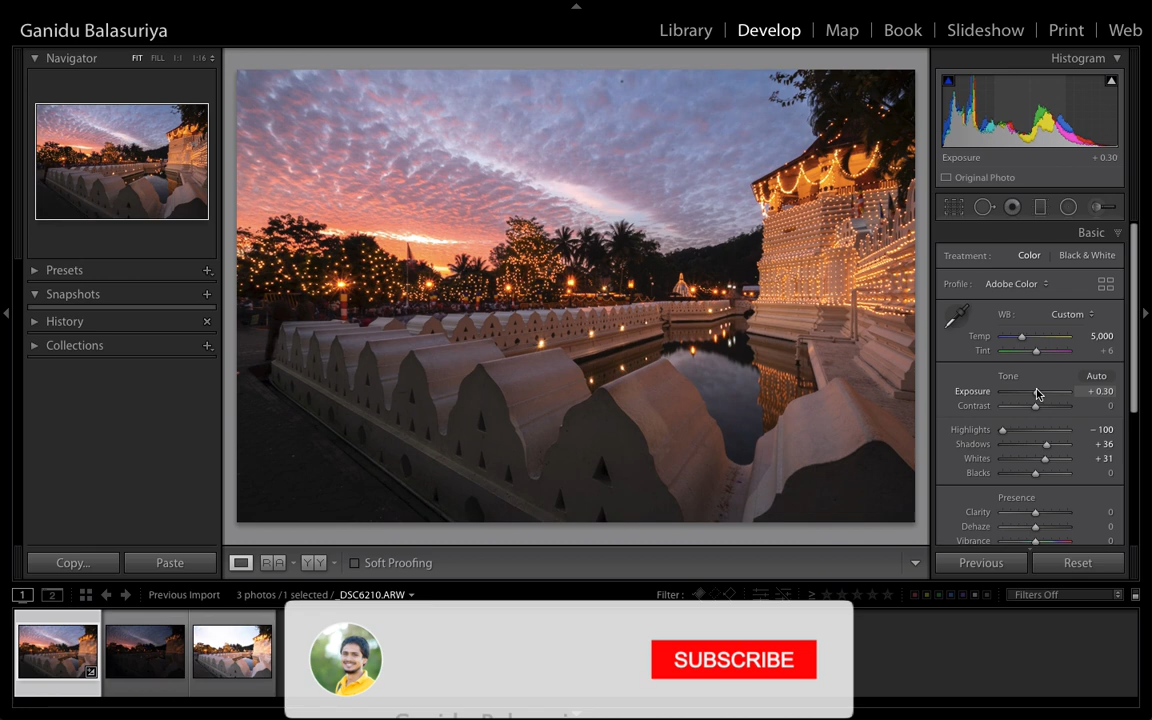 Ganidu Balasuriya
Library | Develop | Map | Book | Slideshow | Print | Web
Navigator FIT FILL 1:1 1:16
Presets
Snapshots
History
Collections
Copy... Paste
Histogram
Exposure + 0.30
Original Photo
Basic
Treatment : Color Black & White
Profile : Adobe Color
WB : Custom
Temp 5,000
Tint + 6
Tone Auto
Exposure + 0.30
Contrast 0
Highlights − 100
Shadows + 36
Whites + 31
Blacks 0
Presence
Clarity 0
Dehaze 0
Vibrance 0
Previous Reset
R A Y Y Soft Proofing
1 2 Previous Import 3 photos / 1 selected / _DSC6210.ARW Filter : ≥ Filters Off
SUBSCRIBE